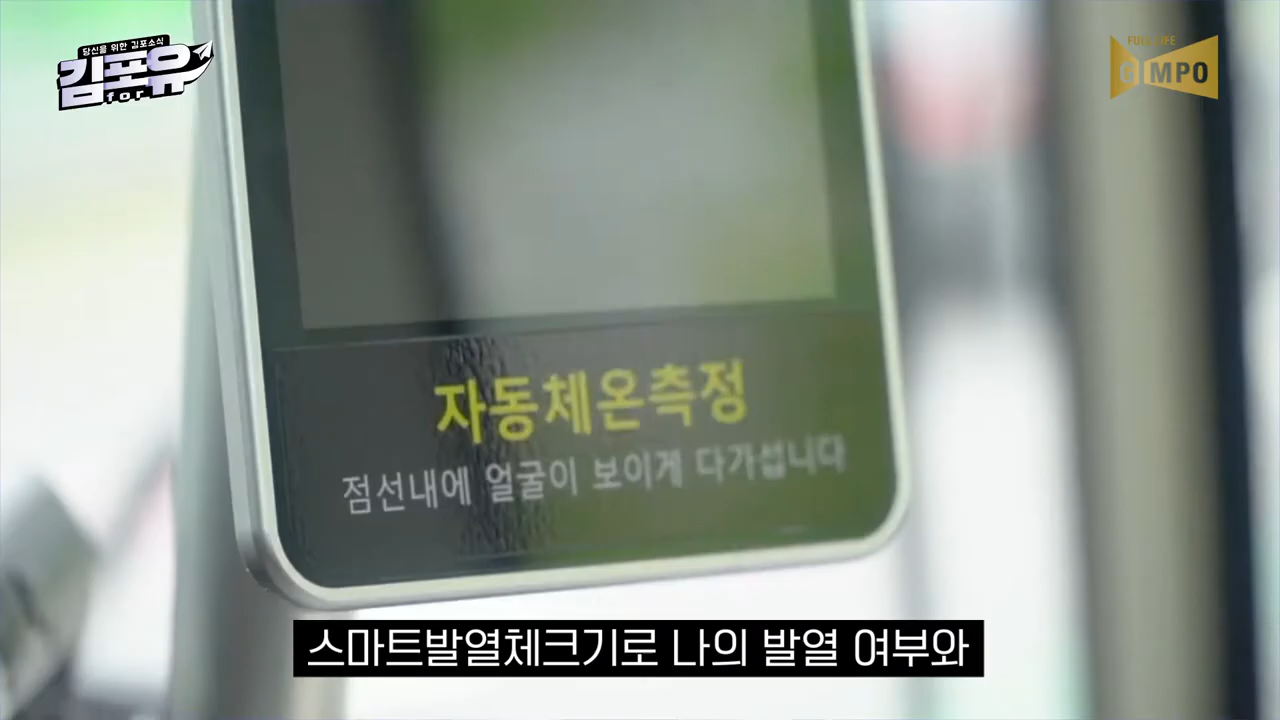 당신을 위한 김포소식
김포유
for
FULL LIFE
GIMPO
자동체온측정
점선내에 얼굴이 보이게 다가섭니다
스마트발열체크기로 나의 발열 여부와